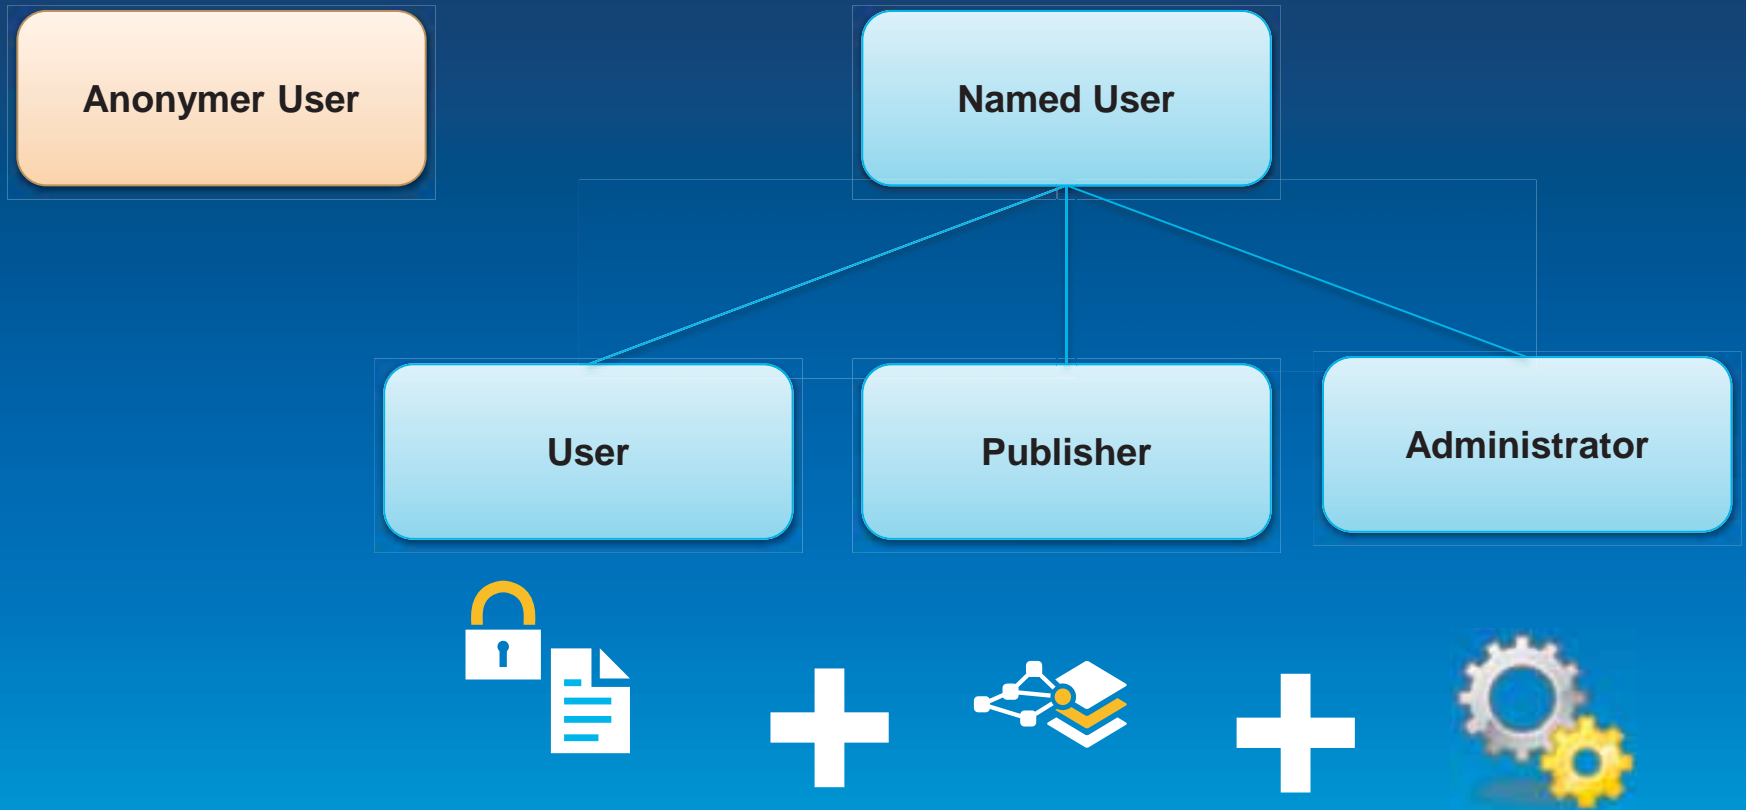 Anonymer User
Named User
User
Publisher
Administrator